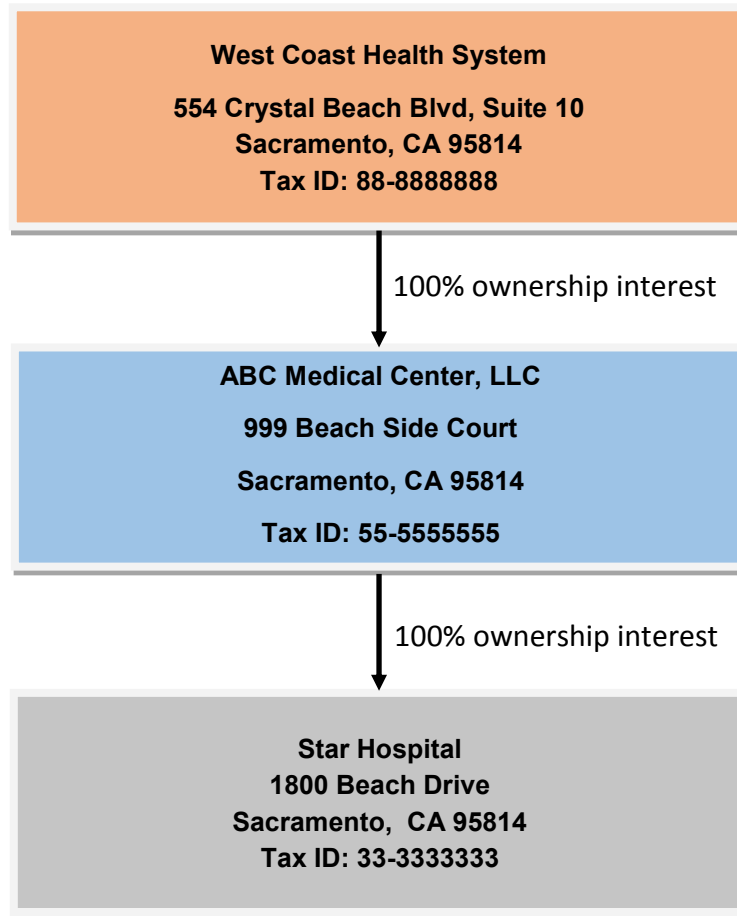 West Coast Health System
554 Crystal Beach Blvd, Suite 10
Sacramento, CA 95814
Tax ID: 88-8888888
100% ownership interest
ABC Medical Center, LLC
999 Beach Side Court
Sacramento, CA 95814
Tax ID: 55-5555555
100% ownership interest
Star Hospital
1800 Beach Drive
Sacramento,  CA 95814
Tax ID: 33-3333333